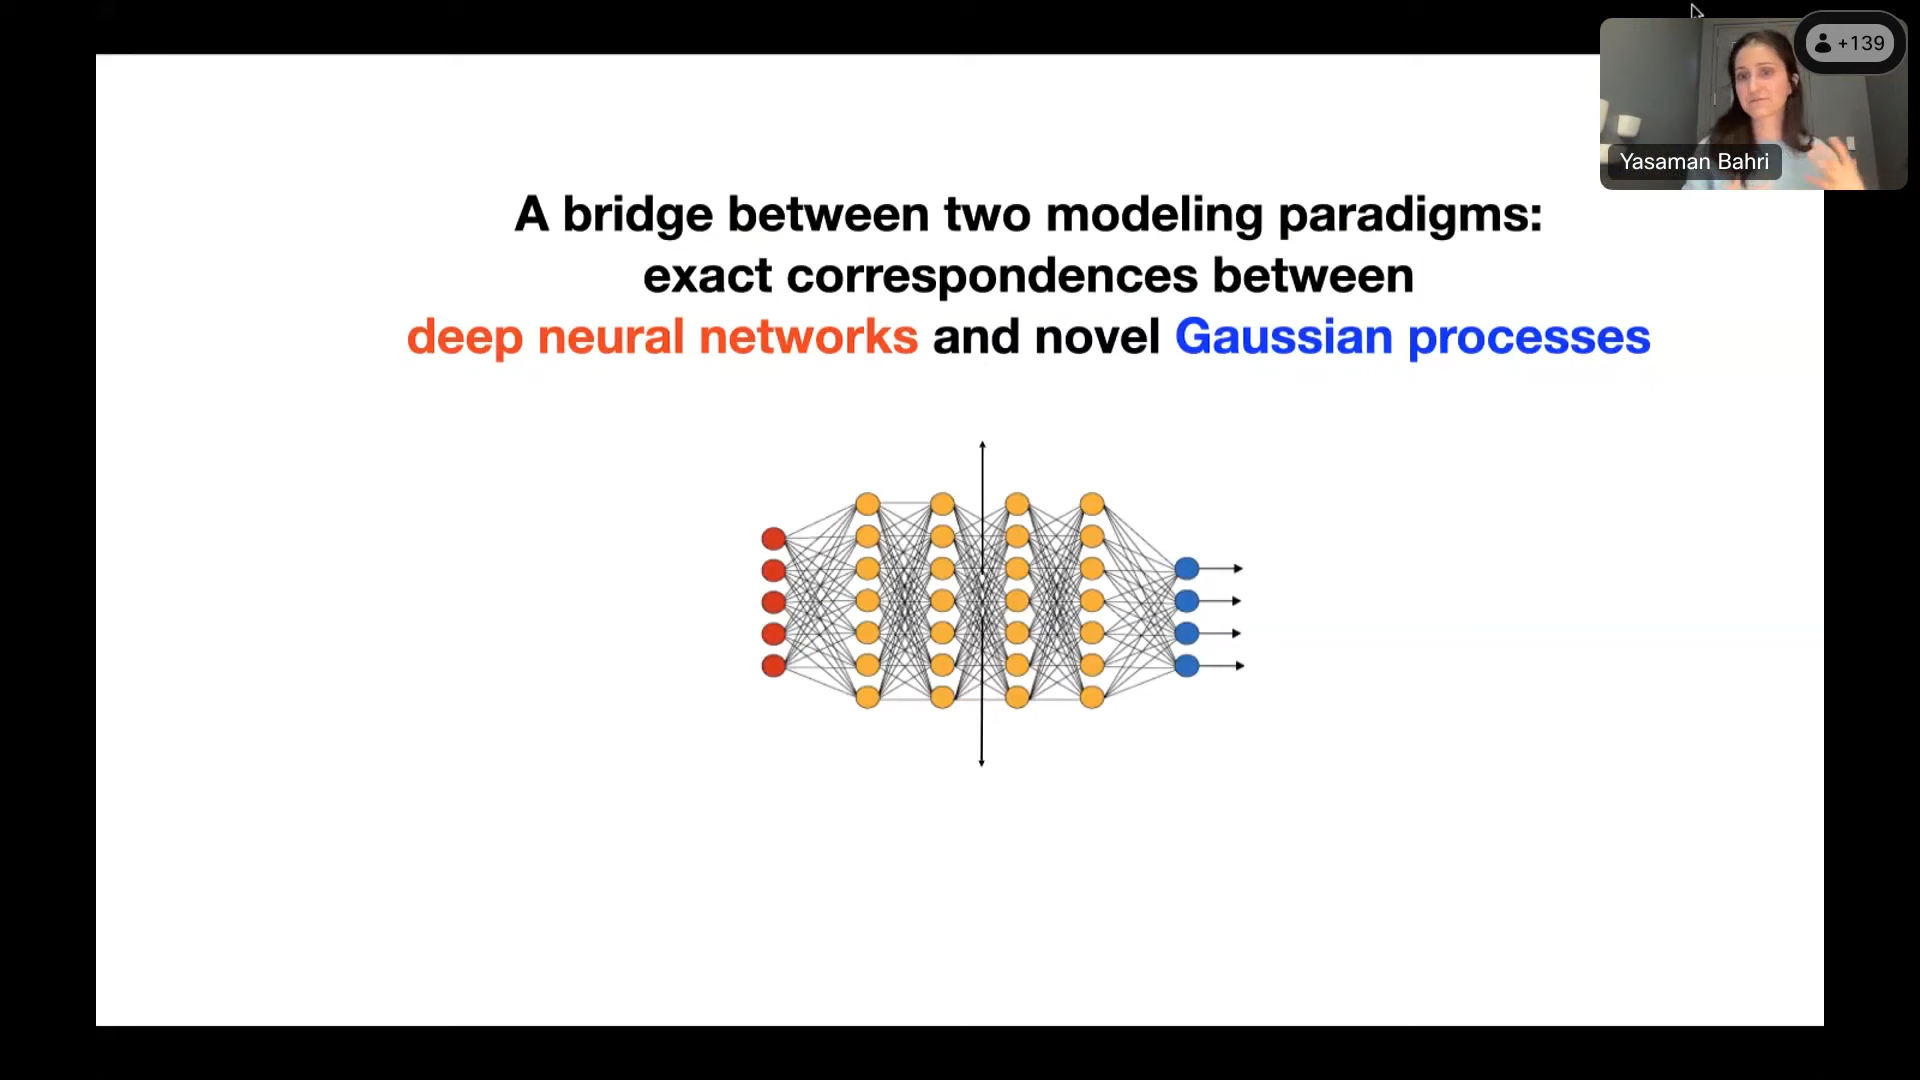 +139
Yasaman Bahri
A bridge between two modeling paradigms:
exact correspondences between
deep neural networks and novel Gaussian processes